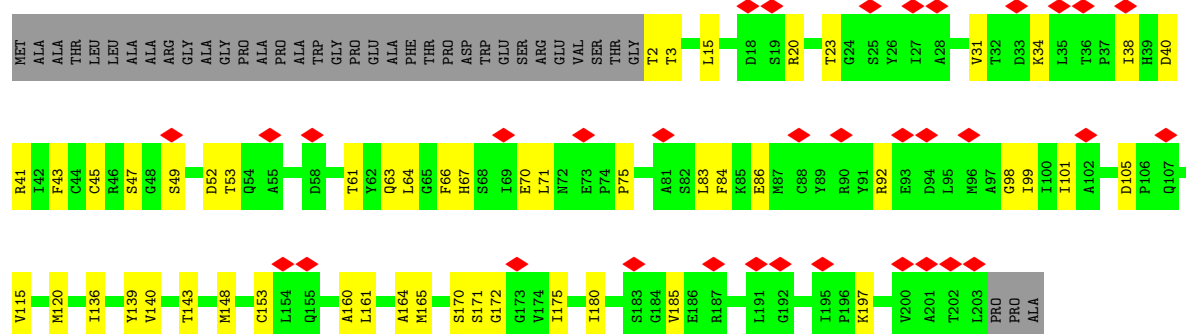 MET ALA ALA THR LEU LEU ALA ALA ARG GLY ALA GLY PRO ALA PRO ALA TRP GLY PRO GLU ALA PHE THR PRO ASP TRP GLU SER ARG GLU VAL SER THR GLY T2 T3 L15 D18 S19 R20 T23 G24 S25 Y26 I27 A28 V31 T32 D33 K34 L35 T36 P37 I38 H39 D40
R41 I42 F43 C44 C45 R46 S47 G48 S49 D52 T53 Q54 A55 D58 T61 Y62 Q63 L64 G65 F66 H67 S68 I69 E70 L71 N72 E73 P74 P75 A81 S82 L83 F84 K85 E86 M87 C88 Y89 R90 Y91 R92 E93 D94 L95 M96 A97 G98 I99 I100 I101 A102 D105 P106 Q107
V115 M120 I136 Y139 V140 T143 M148 C153 L154 Q155 A160 L161 A164 M165 S170 S171 G172 G173 V174 I175 I180 S183 G184 V185 E186 R187 L191 G192 I195 P196 K197 V200 A201 T202 L203 PRO PRO ALA